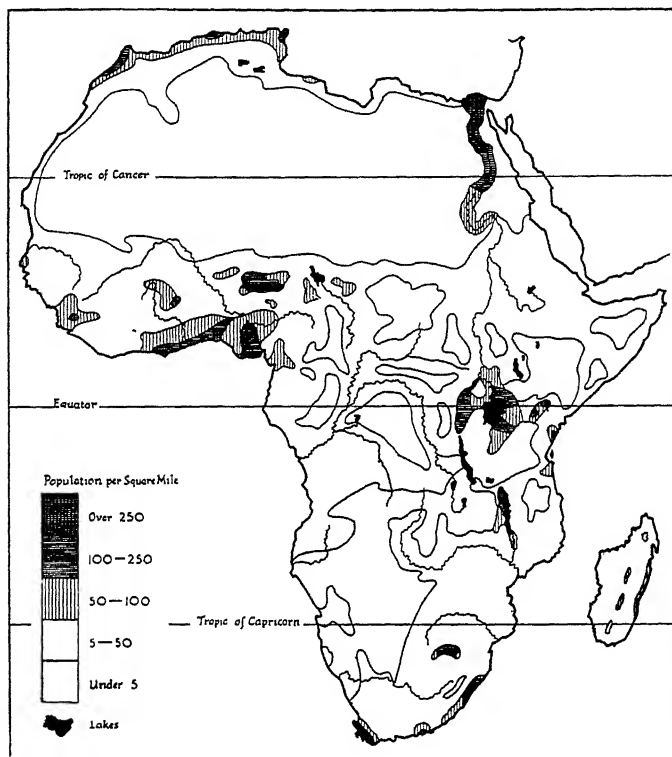 Tropic of Cancer
Equator
Population per Square Mile
Over 250
100—250
50—100
5—50
Under 5
Lakes
Tropic of Capricorn